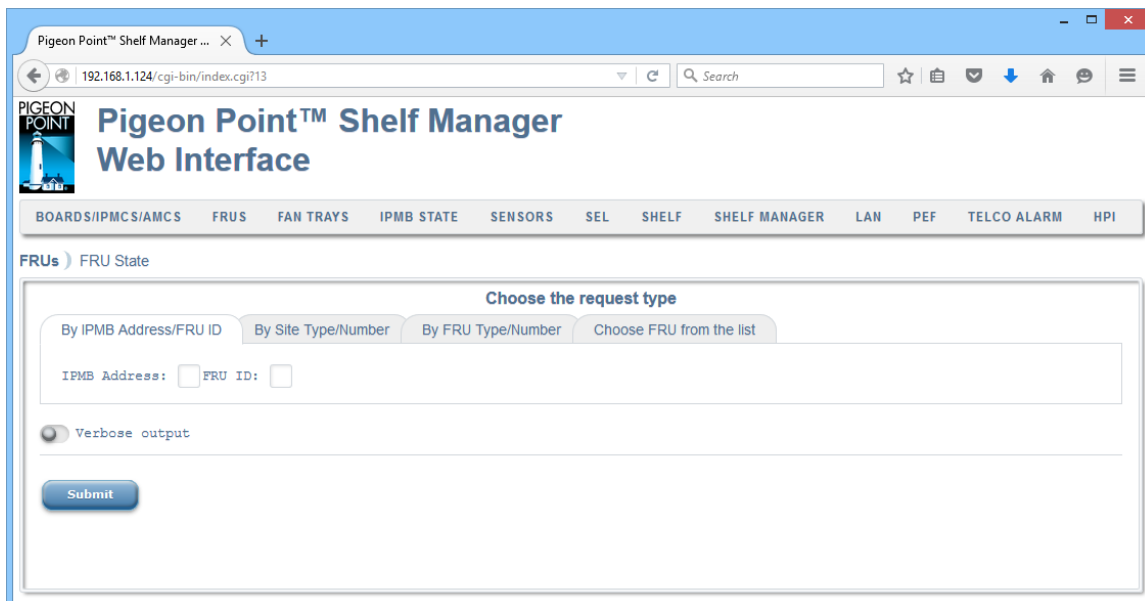 Pigeon Point™ Shelf Manager ...
192.168.1.124/cgi-bin/index.cgi?13
Search
PIGEON
POINT
Pigeon Point™ Shelf Manager
Web Interface
BOARDS/IPMCS/AMCS FRUS FAN TRAYS IPMB STATE SENSORS SEL SHELF SHELF MANAGER LAN PEF TELCO ALARM HPI
FRUs FRU State
Choose the request type
By IPMB Address/FRU ID By Site Type/Number By FRU Type/Number Choose FRU from the list
IPMB Address: FRU ID:
Verbose output
Submit